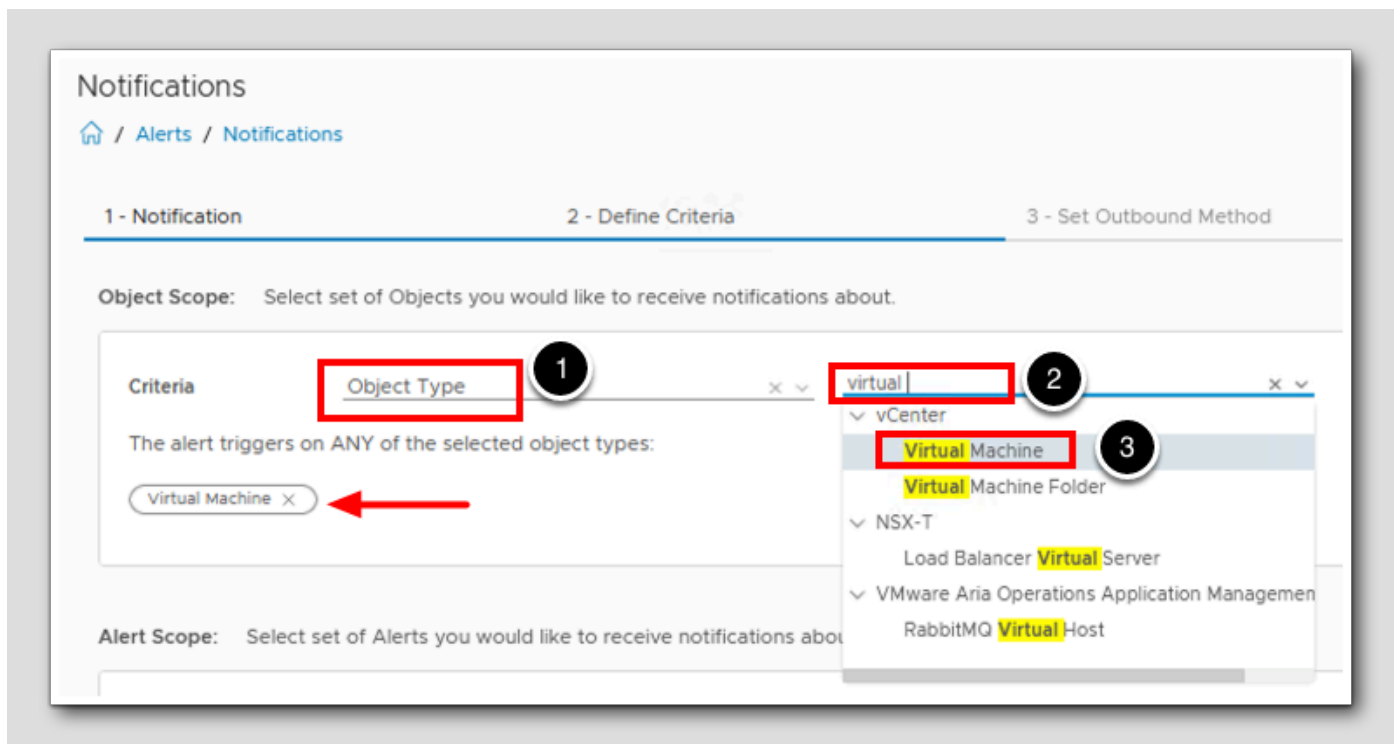 Notifications
/ Alerts / Notifications
1 - Notification 2 - Define Criteria 3 - Set Outbound Method
Object Scope: Select set of Objects you would like to receive notifications about.
Criteria Object Type 1 virtual 2
The alert triggers on ANY of the selected object types:
Virtual Machine
vCenter
Virtual Machine 3
Virtual Machine Folder
NSX-T
Load Balancer Virtual Server
VMware Aria Operations Application Managemen
RabbitMQ Virtual Host
Alert Scope: Select set of Alerts you would like to receive notifications abou